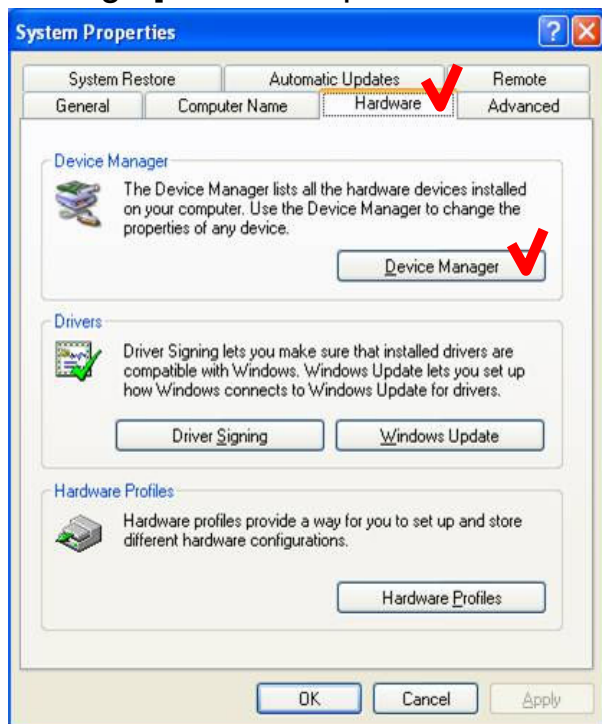 System Properties
System Restore Automatic Updates Remote
General Computer Name Hardware Advanced
Device Manager
The Device Manager lists all the hardware devices installed
on your computer. Use the Device Manager to change the
properties of any device.
Device Manager
Drivers
Driver Signing lets you make sure that installed drivers are
compatible with Windows. Windows Update lets you set up
how Windows connects to Windows Update for drivers.
Driver Signing Windows Update
Hardware Profiles
Hardware profiles provide a way for you to set up and store
different hardware configurations.
Hardware Profiles
OK Cancel Apply